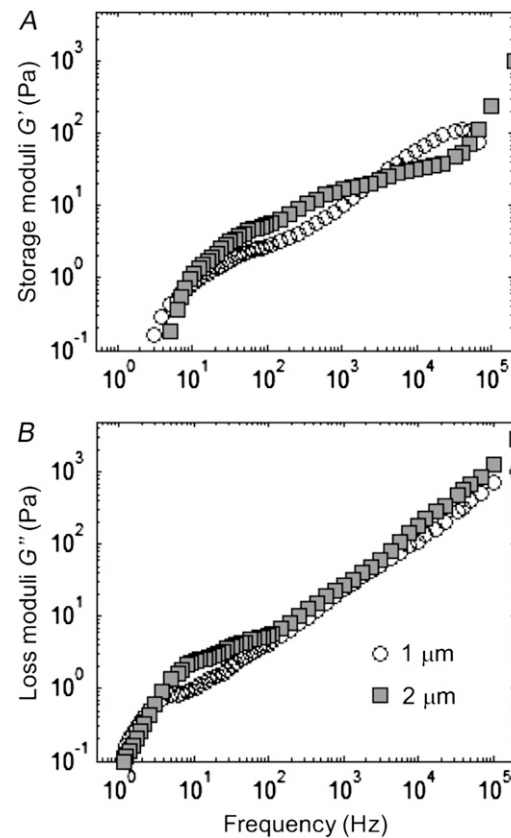 A
Storage moduli G' (Pa)
10³
10²
10¹
10⁰
10⁻¹
10⁰ 10¹ 10² 10³ 10⁴ 10⁵
B
Loss moduli G" (Pa)
10³
10²
10¹
10⁰
10⁻¹
1 μm
2 μm
10⁰ 10¹ 10² 10³ 10⁴ 10⁵
Frequency (Hz)